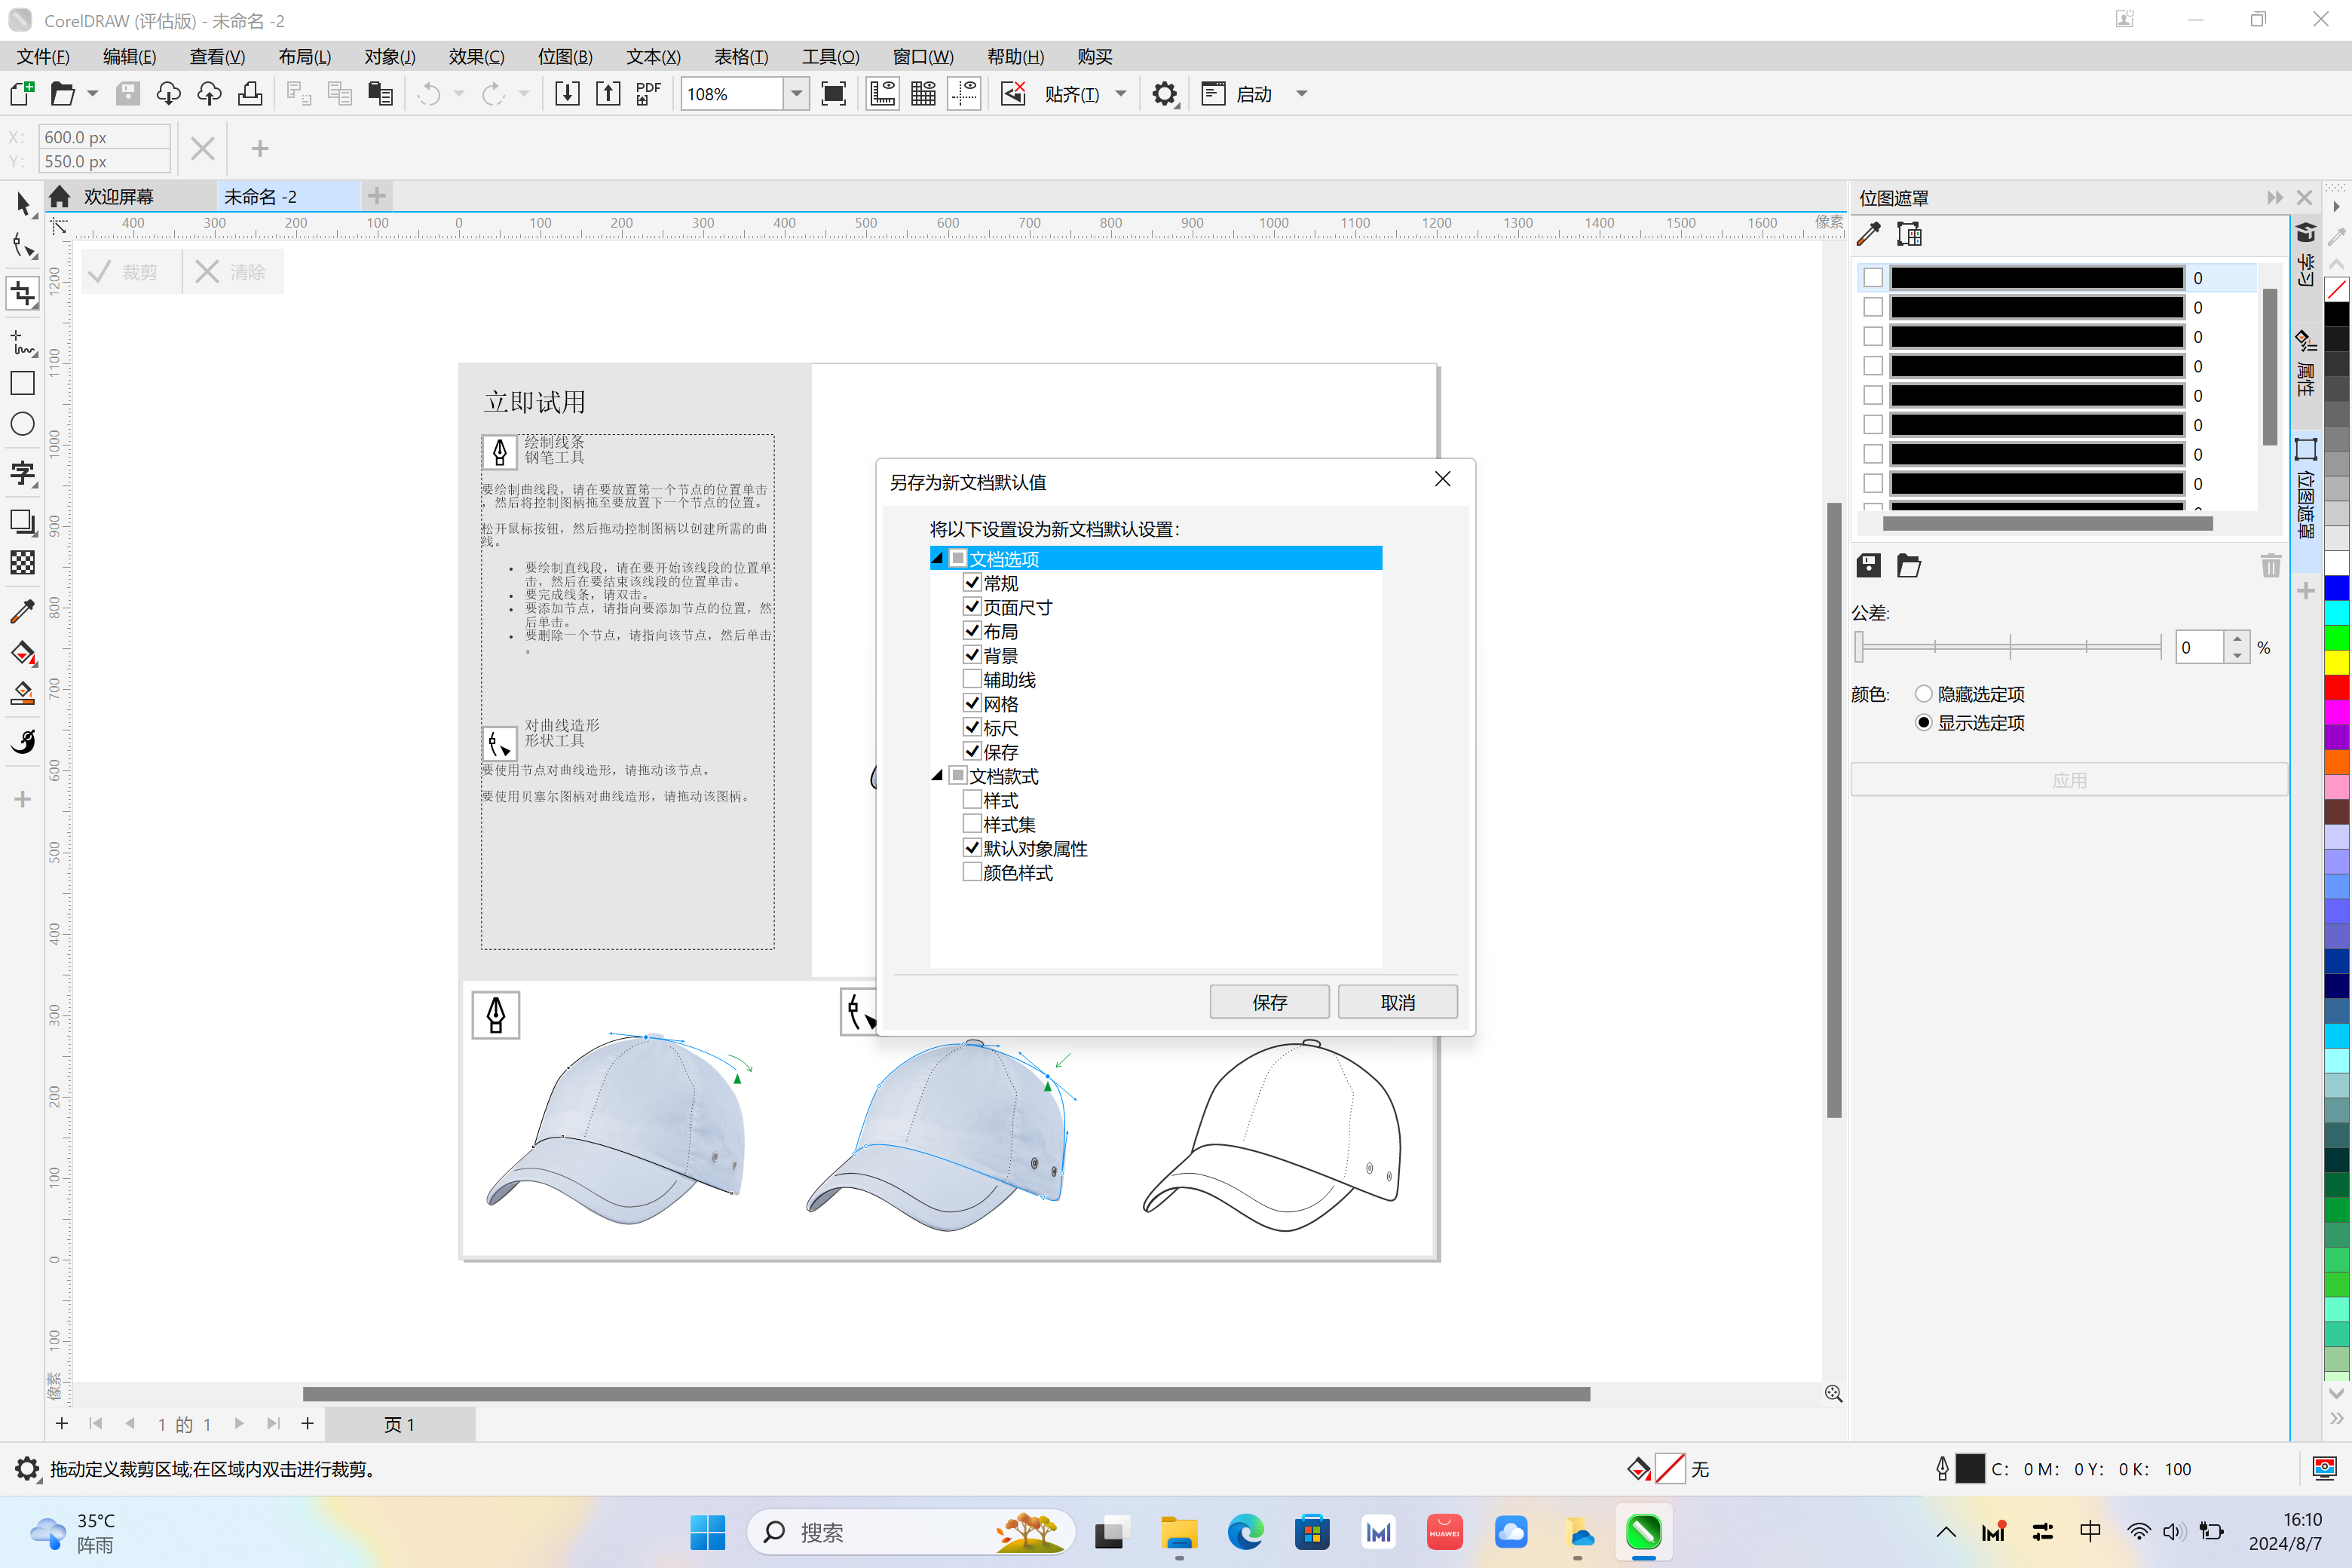 CorelDRAW (评估版) - 未命名 -2
文件(F) 编辑(E) 查看(V) 布局(L) 对象(J) 效果(C) 位图(B) 文本(X) 表格(T) 工具(O) 窗口(W) 帮助(H) 购买
PDF 108% 贴齐(T) 启动
X: 600.0 px
Y: 550.0 px
欢迎屏幕 未命名 -2
400 300 200 100 0 100 200 300 400 500 600 700 800 900 1000 1100 1200 1300 1400 1500 1600 像素
1200
1100
1000
900
800
700
600
500
400
300
200
100
0
100
像素
裁剪 清除
立即试用
绘制线条
钢笔工具
要绘制曲线段，请在要放置第一个节点的位置单击
，然后将控制图柄拖至要放置下一个节点的位置。
松开鼠标按钮，然后拖动控制图柄以创建所需的曲
线。
• 要绘制直线段，请在要开始该线段的位置单
击，然后在要结束该线段的位置单击。
• 要完成线条，请双击。
• 要添加节点，请指向要添加节点的位置，然
后单击。
• 要删除一个节点，请指向该节点，然后单击
。
对曲线造形
形状工具
要使用节点对曲线造形，请拖动该节点。
要使用贝塞尔图柄对曲线造形，请拖动该图柄。
另存为新文档默认值
将以下设置设为新文档默认设置:
文档选项
常规
页面尺寸
布局
背景
辅助线
网格
标尺
保存
文档款式
样式
样式集
默认对象属性
颜色样式
保存 取消
位图遮罩
0
0
0
0
0
0
0
0
公差:
0 %
颜色: 隐藏选定项
显示选定项
应用
学习
属性
位图遮罩
字
1 的 1 页 1
拖动定义裁剪区域;在区域内双击进行裁剪。
无
C: 0 M: 0 Y: 0 K: 100
35°C
阵雨
搜索
HUAWEI
中
16:10
2024/8/7